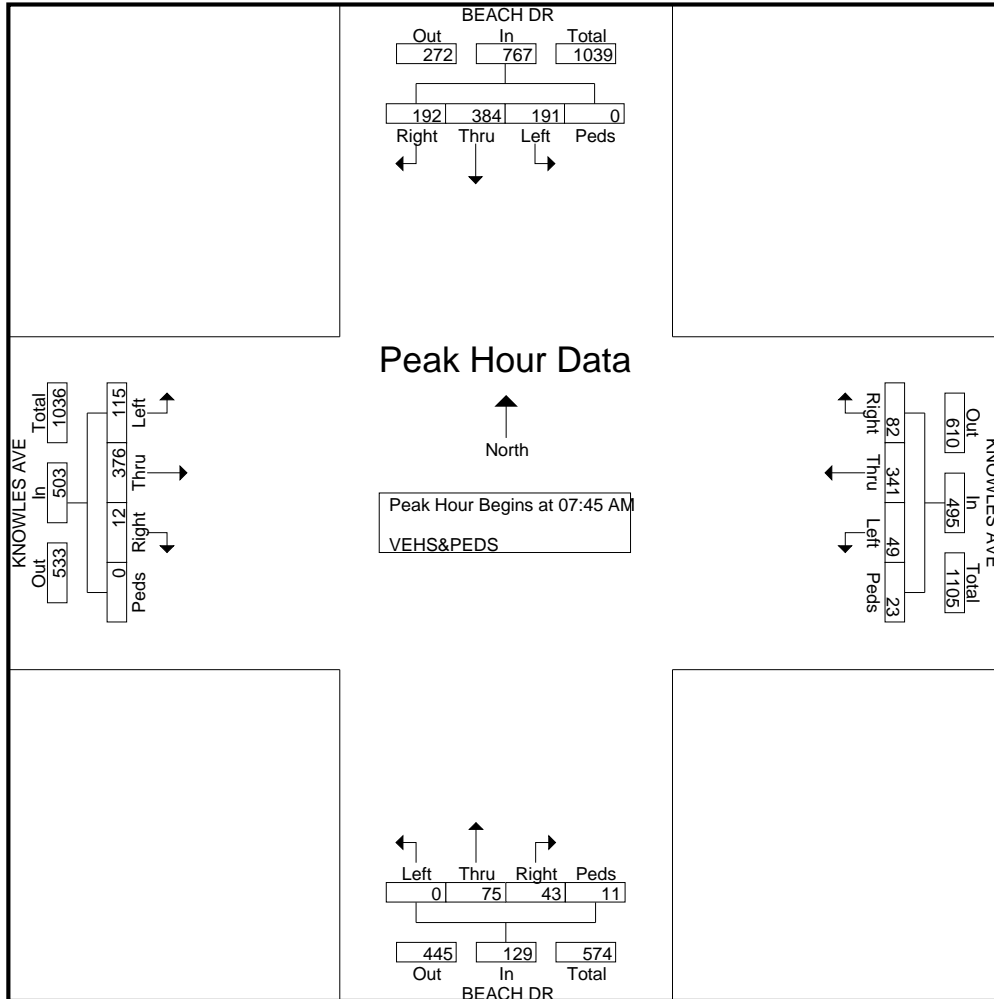 BEACH DR
Out In Total
272 767 1039
192 384 191 0
Right Thru Left Peds
Peak Hour Data
North
Peak Hour Begins at 07:45 AM
VEHS&PEDS
KNOWLES AVE
Total In Out
1036 503 533
115 376 12 0
Left Thru Right Peds
Right Thru Left Peds
82 341 49 23
Out In Total
610 495 1105
KNOWLES AVE
Left Thru Right Peds
0 75 43 11
445 129 574
Out In Total
BEACH DR